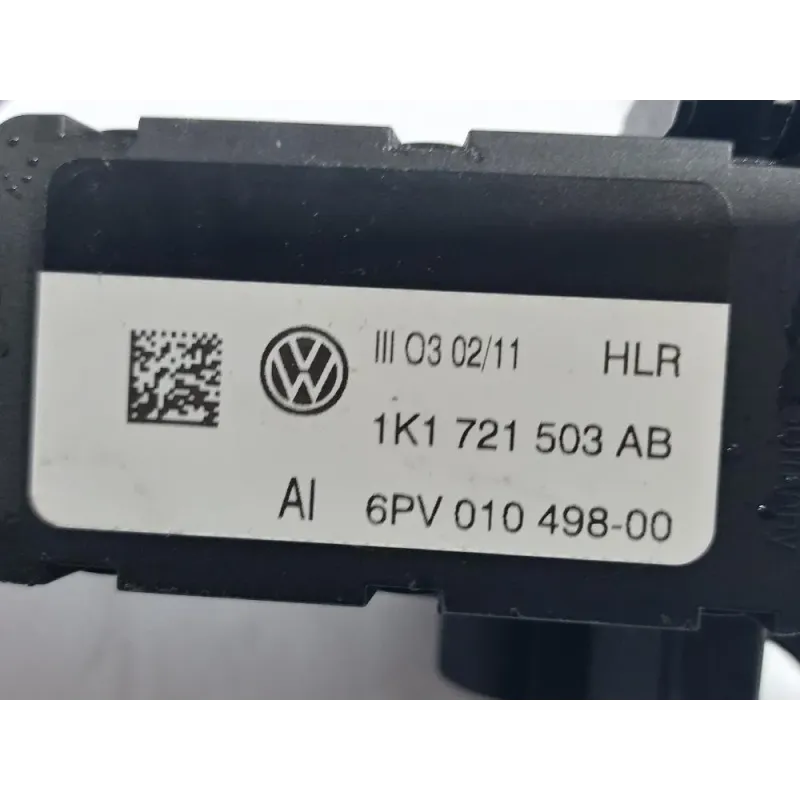 III O3 02/11 HLR
1K1 721 503 AB
AI 6PV 010 498-00